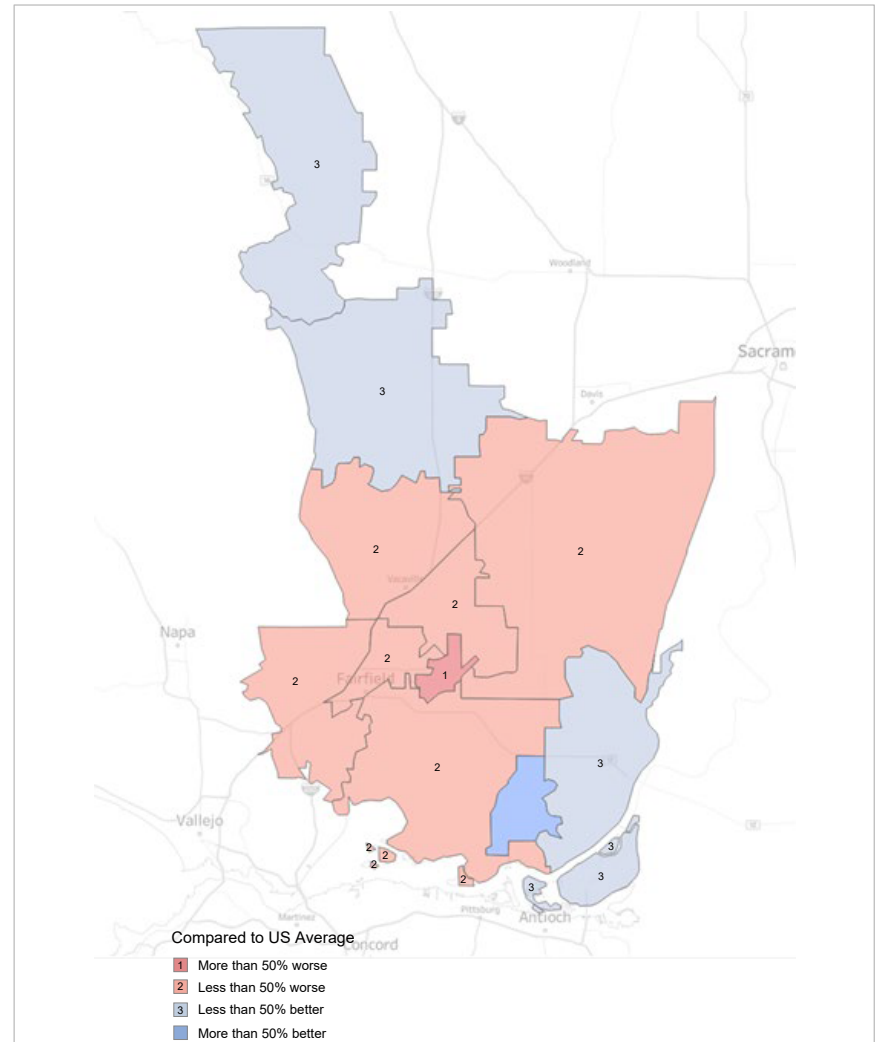 3
Woodland
Sacram
3
Davis
2
2
Vacaville
2
Napa
2
2
Fairfield
1
3
2
Vallejo
2
2
2
3
2
3
3
Pittsburg
Antioch
Martinez
Concord
Compared to US Average
1 More than 50% worse
2 Less than 50% worse
3 Less than 50% better
More than 50% better